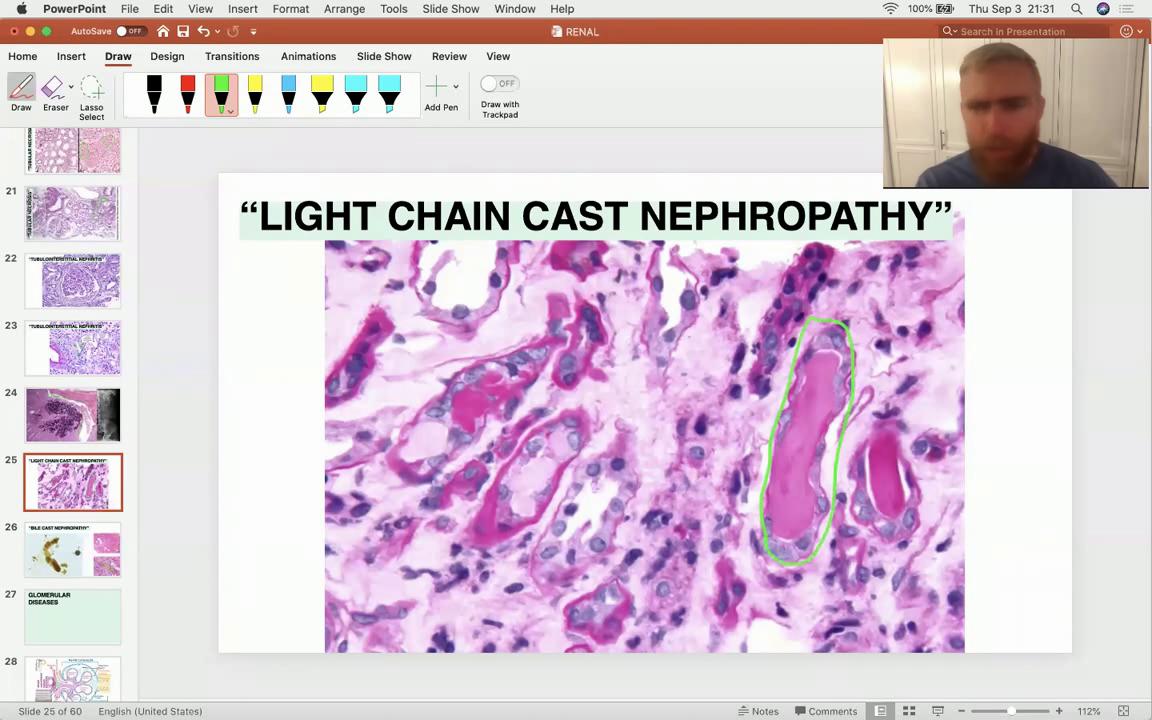 PowerPoint File Edit View Insert Format Arrange Tools Slide Show Window Help 100% Thu Sep 3 21:31
AutoSave OFF RENAL Search in Presentation
Home Insert Draw Design Transitions Animations Slide Show Review View
OFF
Draw Eraser Lasso Select Add Pen Draw with Trackpad
21
22
"TUBULOINTERSTITIAL NEPHRITIS"
23
"TUBULOINTERSTITIAL NEPHRITIS"
24
25
"LIGHT CHAIN CAST NEPHROPATHY"
26
"BILE CAST NEPHROPATHY"
27
GLOMERULAR
DISEASES
28
“LIGHT CHAIN CAST NEPHROPATHY”
Slide 25 of 60 English (United States) Notes Comments 112%